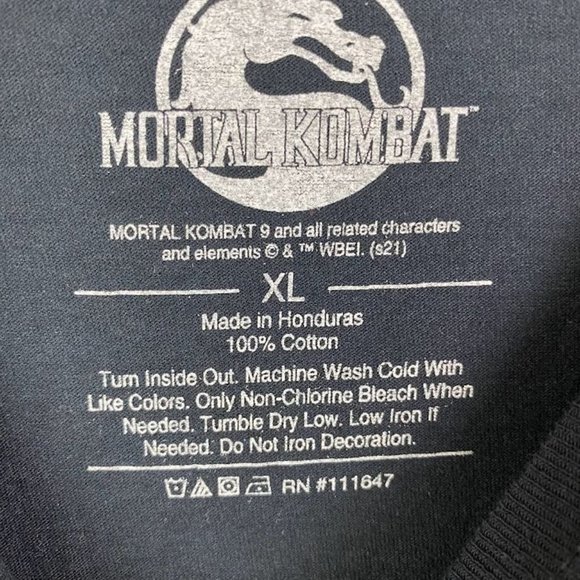 MORTAL KOMBAT™
MORTAL KOMBAT 9 and all related characters
and elements © & ™ WBEI. (s21)
XL
Made in Honduras
100% Cotton
Turn Inside Out. Machine Wash Cold With
Like Colors. Only Non-Chlorine Bleach When
Needed. Tumble Dry Low. Low Iron If
Needed. Do Not Iron Decoration.
RN #111647